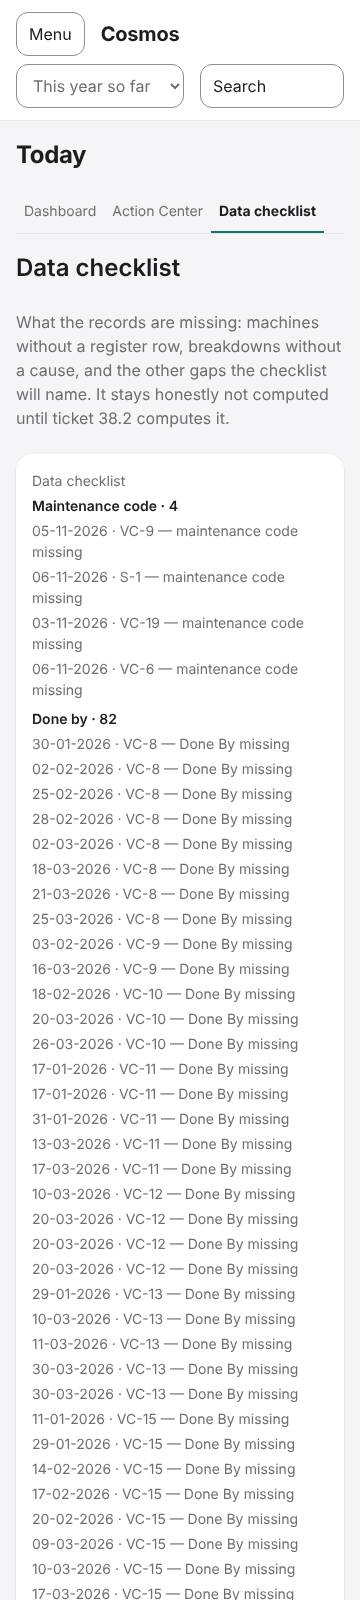 Menu
Cosmos
This year so far
Search
Today
Dashboard
Action Center
Data checklist
Data checklist
What the records are missing: machines
without a register row, breakdowns without
a cause, and the other gaps the checklist
will name. It stays honestly not computed
until ticket 38.2 computes it.
Data checklist
Maintenance code · 4
05-11-2026 · VC-9 — maintenance code
missing
06-11-2026 · S-1 — maintenance code
missing
03-11-2026 · VC-19 — maintenance code
missing
06-11-2026 · VC-6 — maintenance code
missing
Done by · 82
30-01-2026 · VC-8 — Done By missing
02-02-2026 · VC-8 — Done By missing
25-02-2026 · VC-8 — Done By missing
28-02-2026 · VC-8 — Done By missing
02-03-2026 · VC-8 — Done By missing
18-03-2026 · VC-8 — Done By missing
21-03-2026 · VC-8 — Done By missing
25-03-2026 · VC-8 — Done By missing
03-02-2026 · VC-9 — Done By missing
16-03-2026 · VC-9 — Done By missing
18-02-2026 · VC-10 — Done By missing
20-03-2026 · VC-10 — Done By missing
26-03-2026 · VC-10 — Done By missing
17-01-2026 · VC-11 — Done By missing
17-01-2026 · VC-11 — Done By missing
31-01-2026 · VC-11 — Done By missing
13-03-2026 · VC-11 — Done By missing
17-03-2026 · VC-11 — Done By missing
10-03-2026 · VC-12 — Done By missing
20-03-2026 · VC-12 — Done By missing
20-03-2026 · VC-12 — Done By missing
20-03-2026 · VC-12 — Done By missing
29-01-2026 · VC-13 — Done By missing
10-03-2026 · VC-13 — Done By missing
11-03-2026 · VC-13 — Done By missing
30-03-2026 · VC-13 — Done By missing
30-03-2026 · VC-13 — Done By missing
11-01-2026 · VC-15 — Done By missing
29-01-2026 · VC-15 — Done By missing
14-02-2026 · VC-15 — Done By missing
17-02-2026 · VC-15 — Done By missing
20-02-2026 · VC-15 — Done By missing
09-03-2026 · VC-15 — Done By missing
10-03-2026 · VC-15 — Done By missing
17-03-2026 · VC-15 — Done By missing